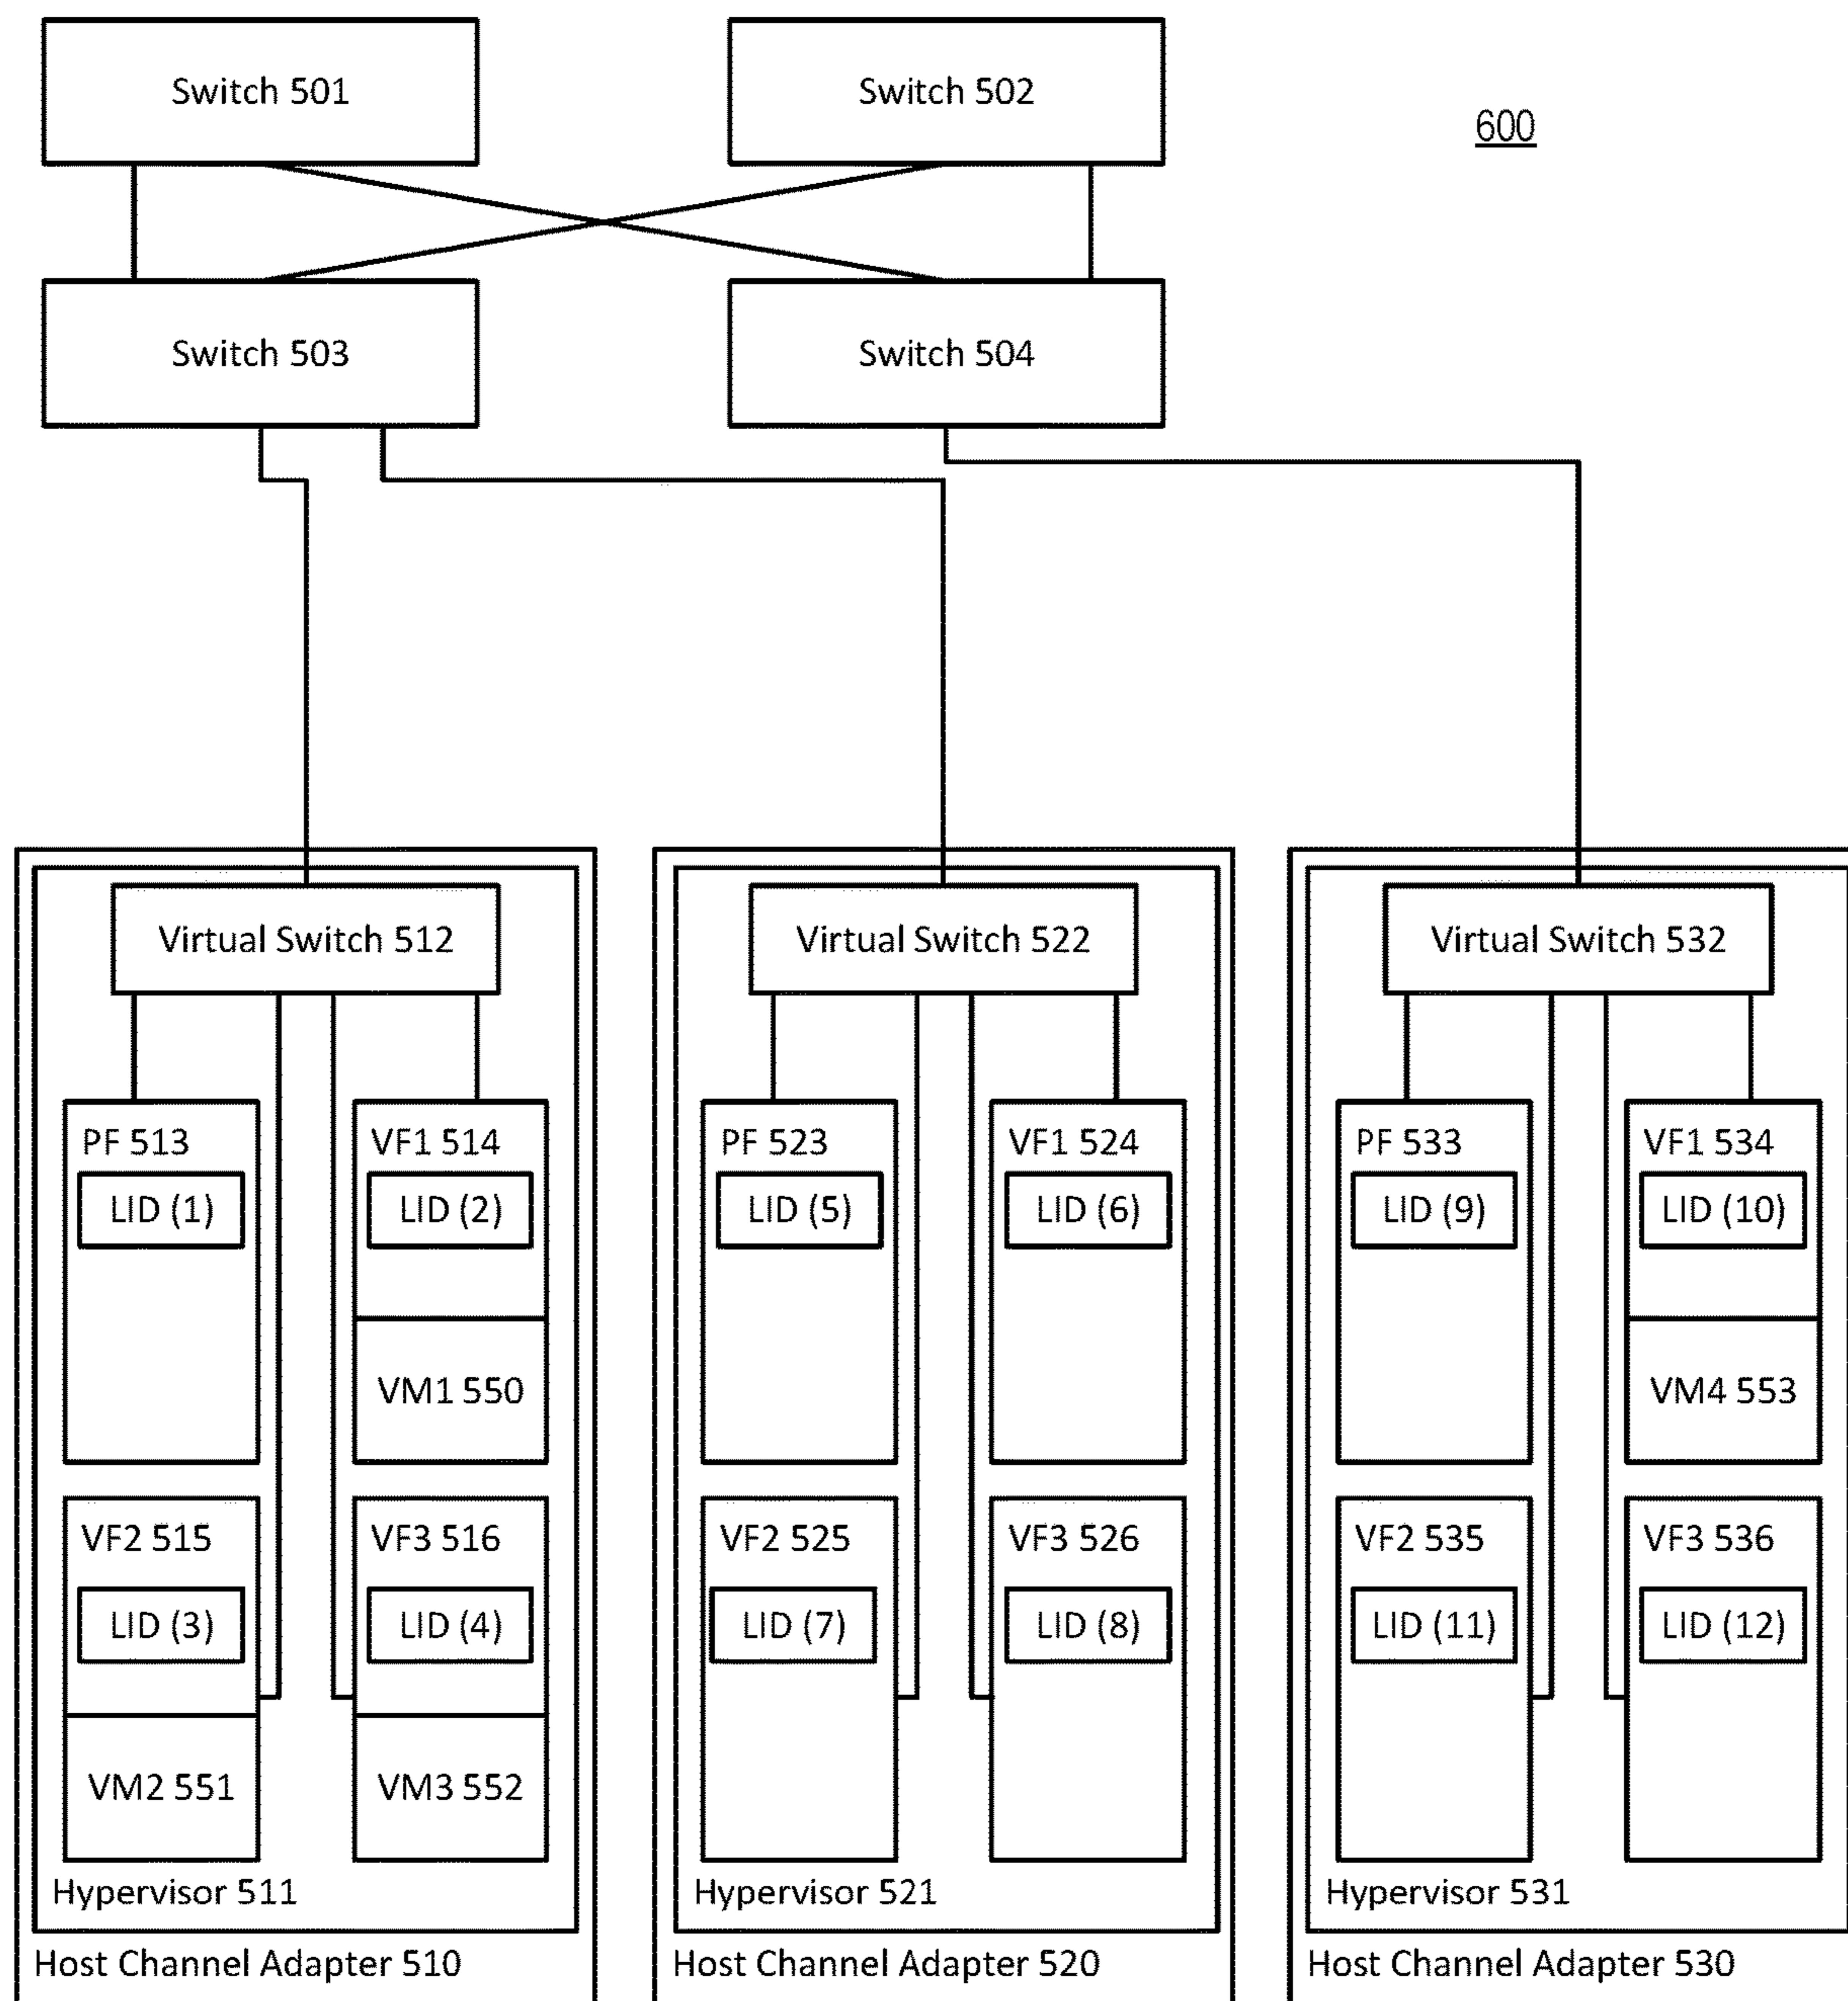 Switch 501
Switch 502
600
Switch 503
Switch 504
Virtual Switch 512
PF 513
LID (1)
VF1 514
LID (2)
VM1 550
VF2 515
LID (3)
VM2 551
VF3 516
LID (4)
VM3 552
Hypervisor 511
Host Channel Adapter 510
Virtual Switch 522
PF 523
LID (5)
VF1 524
LID (6)
VF2 525
LID (7)
VF3 526
LID (8)
Hypervisor 521
Host Channel Adapter 520
Virtual Switch 532
PF 533
LID (9)
VF1 534
LID (10)
VM4 553
VF2 535
LID (11)
VF3 536
LID (12)
Hypervisor 531
Host Channel Adapter 530